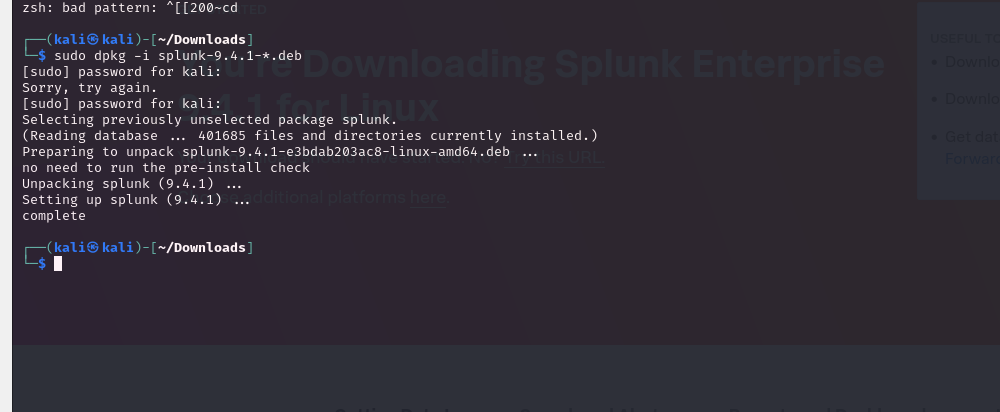 zsh: bad pattern: ^[[200~cd
┌──(kali㉿kali)-[~/Downloads]
└─$ sudo dpkg -i splunk-9.4.1-*.deb
[sudo] password for kali:
Sorry, try again.
[sudo] password for kali:
Selecting previously unselected package splunk.
(Reading database ... 401685 files and directories currently installed.)
Preparing to unpack splunk-9.4.1-e3bdab203ac8-linux-amd64.deb ...
no need to run the pre-install check
Unpacking splunk (9.4.1) ...
Setting up splunk (9.4.1) ...
complete
┌──(kali㉿kali)-[~/Downloads]
└─$
Downloading Splunk Enterprise
9.4.1 for Linux
this URL.
additional platforms here
USEFUL TO
Downlo
Downlo
Get dat
Forward